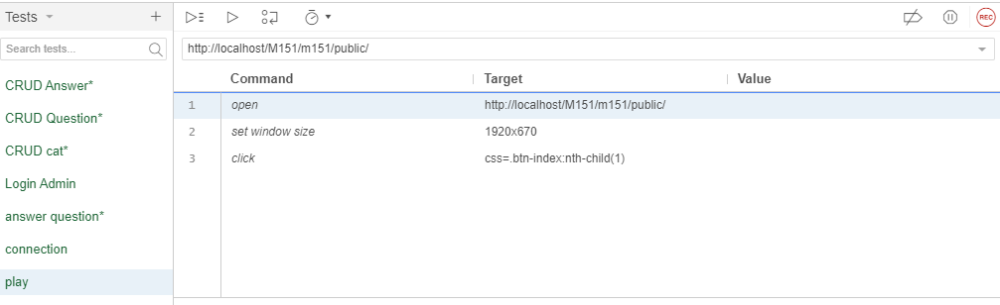 Tests
REC
Search tests...
http://localhost/M151/m151/public/
Command Target Value
CRUD Answer*
CRUD Question*
CRUD cat*
Login Admin
answer question*
connection
play
1 open http://localhost/M151/m151/public/
2 set window size 1920x670
3 click css=.btn-index:nth-child(1)